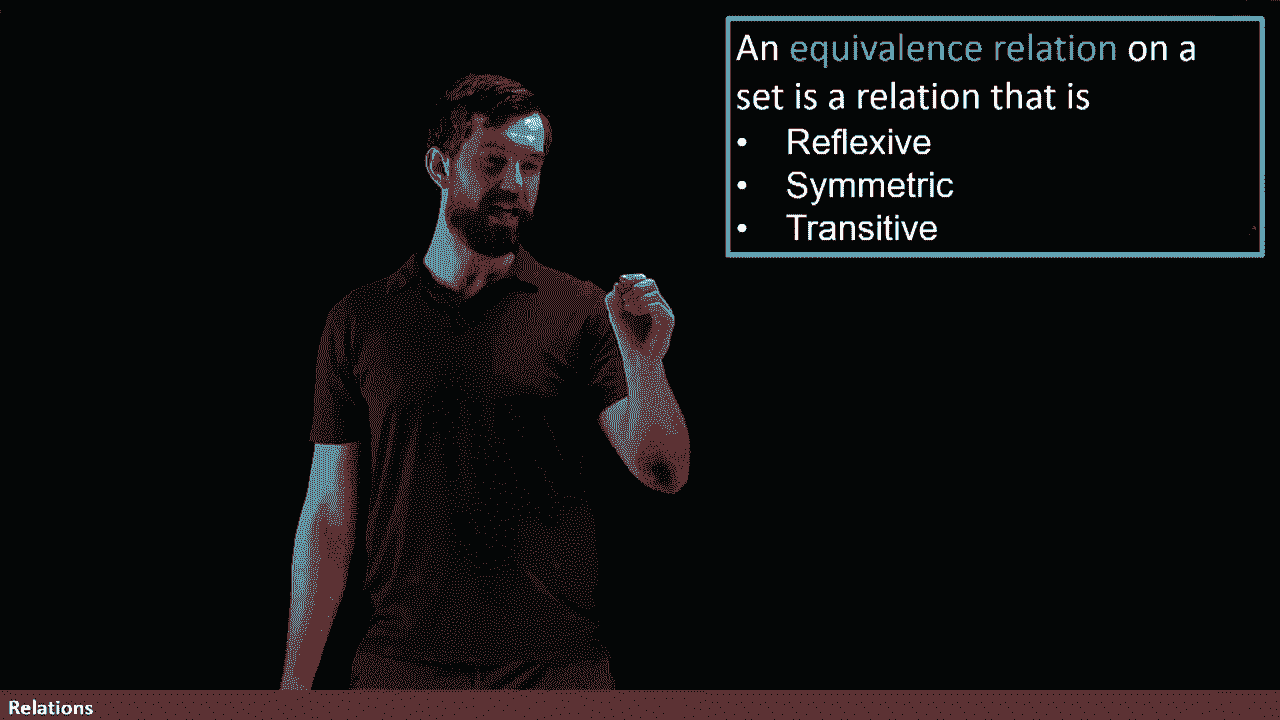 An equivalence relation on a
set is a relation that is
• Reflexive
• Symmetric
• Transitive
Relations